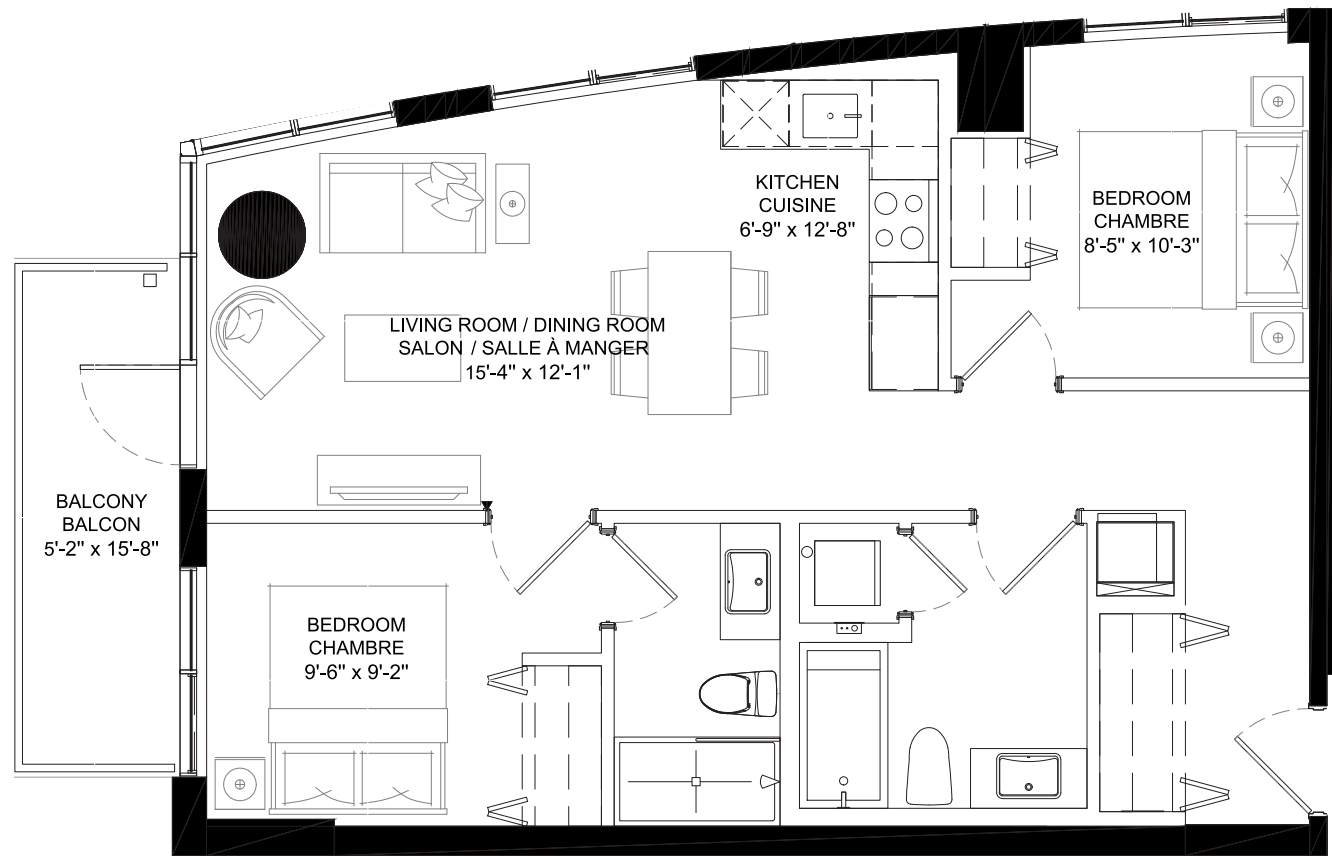 KITCHEN
CUISINE
6'-9" x 12'-8"
BEDROOM
CHAMBRE
8'-5" x 10'-3"
LIVING ROOM / DINING ROOM
SALON / SALLE À MANGER
15'-4" x 12'-1"
BALCONY
BALCON
5'-2" x 15'-8"
BEDROOM
CHAMBRE
9'-6" x 9'-2"